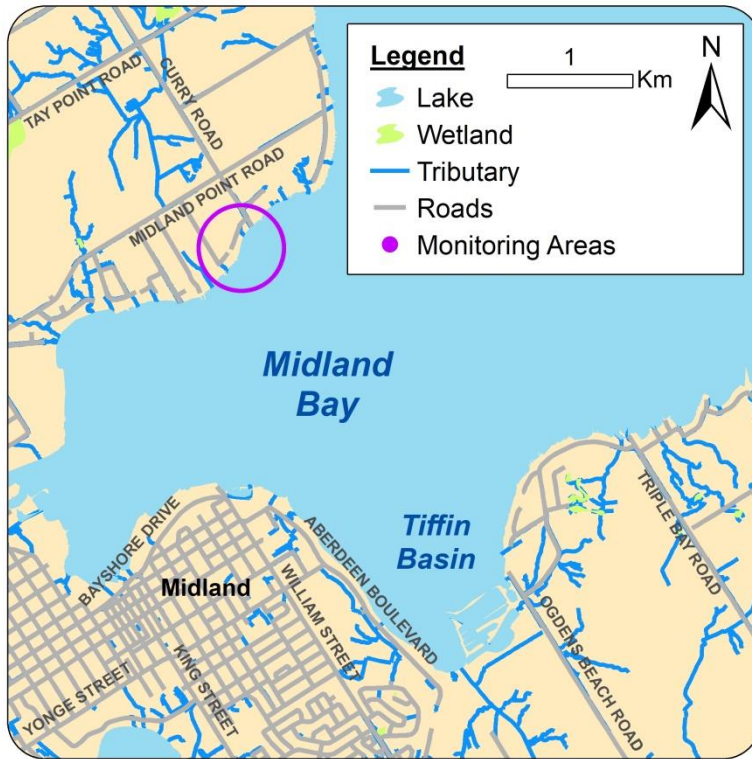 Legend
1
Km
Lake
Wetland
Tributary
Roads
Monitoring Areas
N
TAY POINT ROAD
CURRY ROAD
MIDLAND POINT ROAD
Midland
Bay
Tiffin
Basin
BAYSHORE DRIVE
Midland
ABERDEEN BOULEVARD
WILLIAM STREET
KING STREET
YONGE STREET
OGDENS BEACH ROAD
TRIPLE BAY ROAD